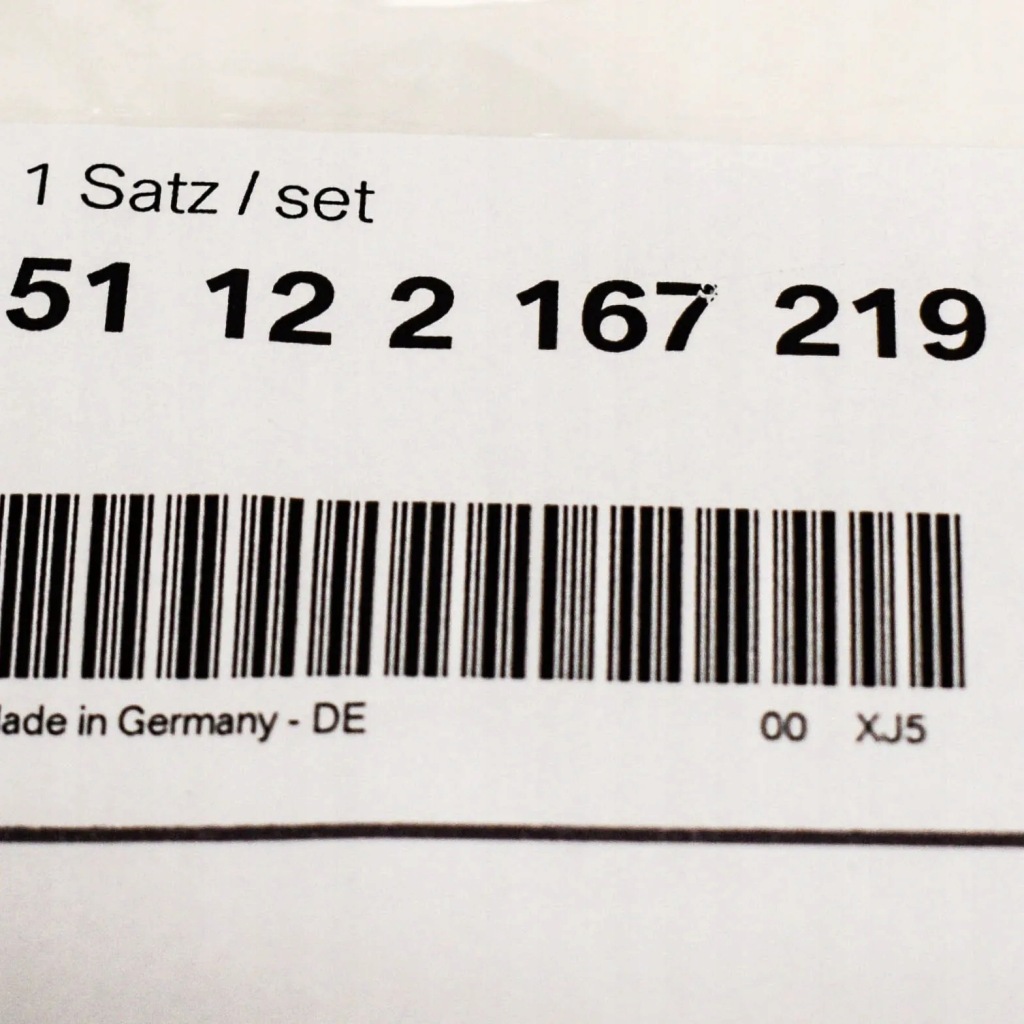 1 Satz / set
51 12 2 167 219
ade in Germany - DE
00 XJ5